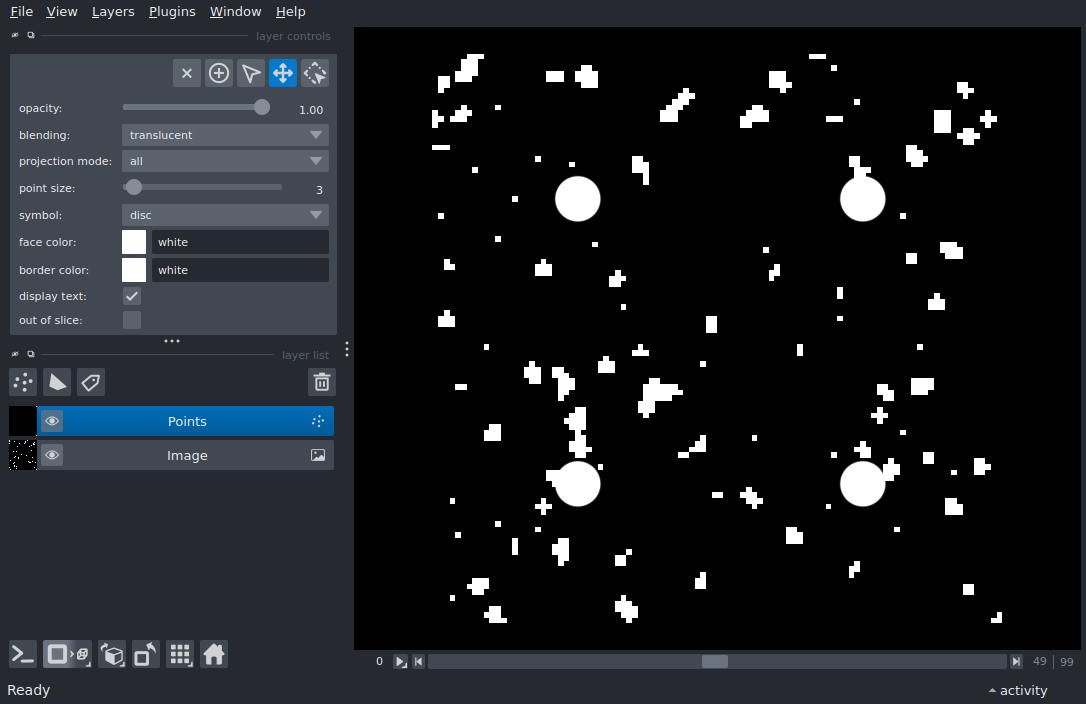 File View Layers Plugins Window Help
layer controls
opacity: 1.00
blending: translucent
projection mode: all
point size: 3
symbol: disc
face color: white
border color: white
display text:
out of slice:
layer list
Points
Image
0 49 99
Ready activity